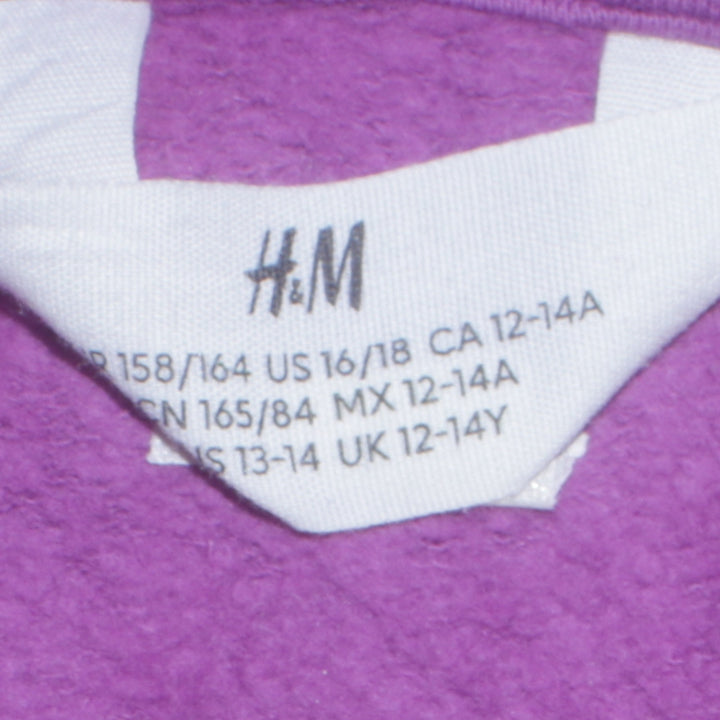 H&M
158/164 US 16/18 CA 12-14A
CN 165/84 MX 12-14A
13-14 UK 12-14Y